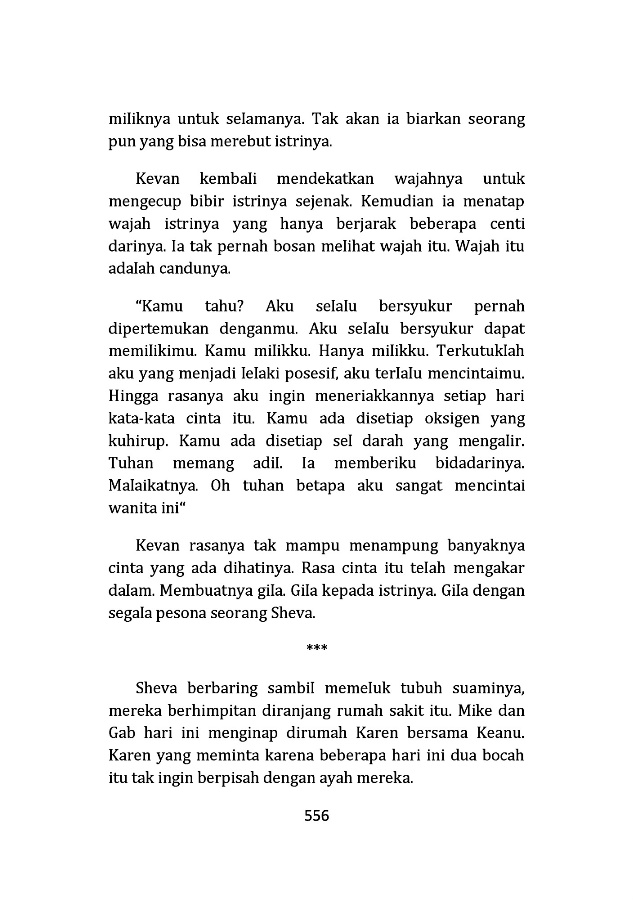 miliknya untuk selamanya. Tak akan ia biarkan seorang
pun yang bisa merebut istrinya.
Kevan kembali mendekatkan wajahnya untuk
mengecup bibir istrinya sejenak. Kemudian ia menatap
wajah istrinya yang hanya berjarak beberapa centi
darinya. Ia tak pernah bosan melihat wajah itu. Wajah itu
adalah candunya.
“Kamu tahu? Aku selalu bersyukur pernah
dipertemukan denganmu. Aku selalu bersyukur dapat
memilikimu. Kamu milikku. Hanya milikku. Terkutuklah
aku yang menjadi lelaki posesif, aku terlalu mencintaimu.
Hingga rasanya aku ingin meneriakkannya setiap hari
kata-kata cinta itu. Kamu ada disetiap oksigen yang
kuhirup. Kamu ada disetiap sel darah yang mengalir.
Tuhan memang adil. Ia memberiku bidadarinya.
Malaikatnya. Oh tuhan betapa aku sangat mencintai
wanita ini“
Kevan rasanya tak mampu menampung banyaknya
cinta yang ada dihatinya. Rasa cinta itu telah mengakar
dalam. Membuatnya gila. Gila kepada istrinya. Gila dengan
segala pesona seorang Sheva.
***
Sheva berbaring sambil memeluk tubuh suaminya,
mereka berhimpitan diranjang rumah sakit itu. Mike dan
Gab hari ini menginap dirumah Karen bersama Keanu.
Karen yang meminta karena beberapa hari ini dua bocah
itu tak ingin berpisah dengan ayah mereka.
556